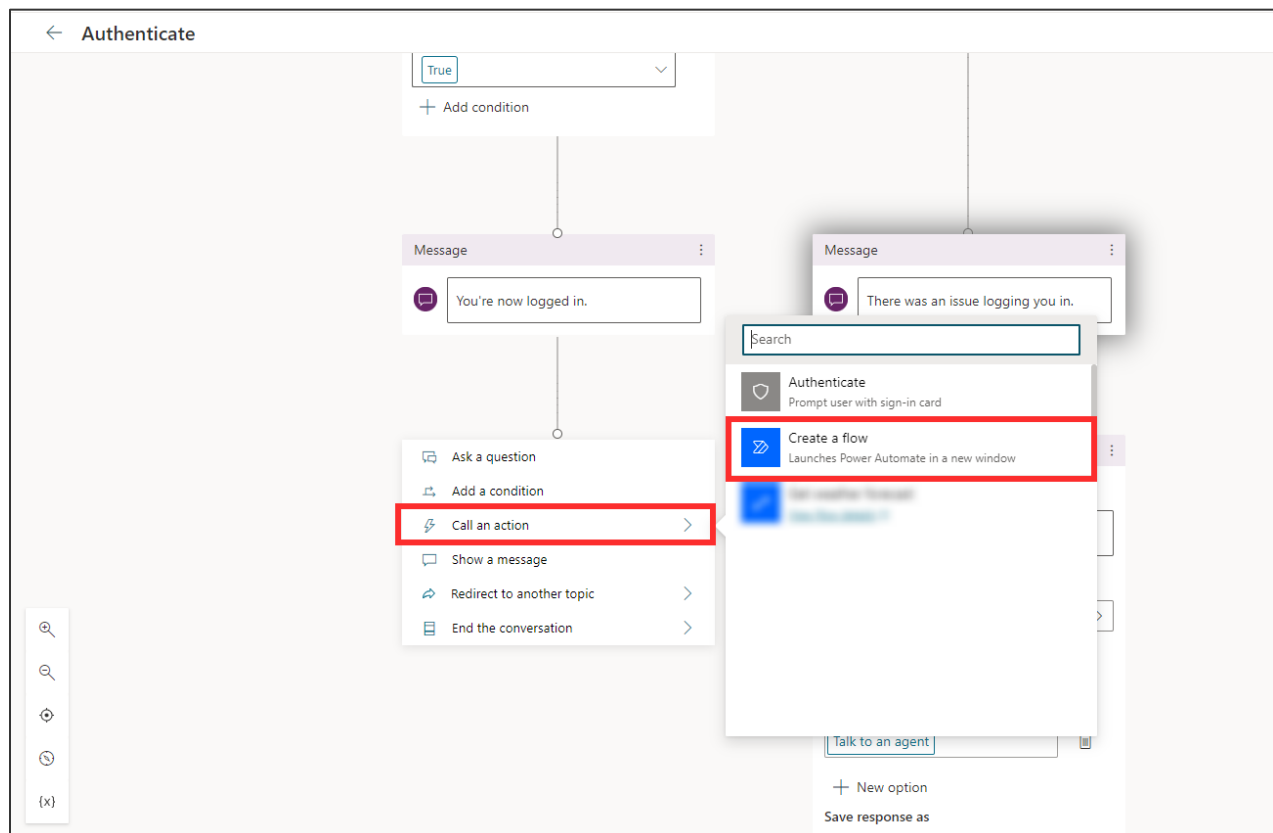 Authenticate
True
Add condition
Message
You're now logged in.
Message
There was an issue logging you in.
Ask a question
Add a condition
Call an action
Show a message
Redirect to another topic
End the conversation
Search
Authenticate
Prompt user with sign-in card
Create a flow
Launches Power Automate in a new window
Talk to an agent
New option
Save response as
{x}